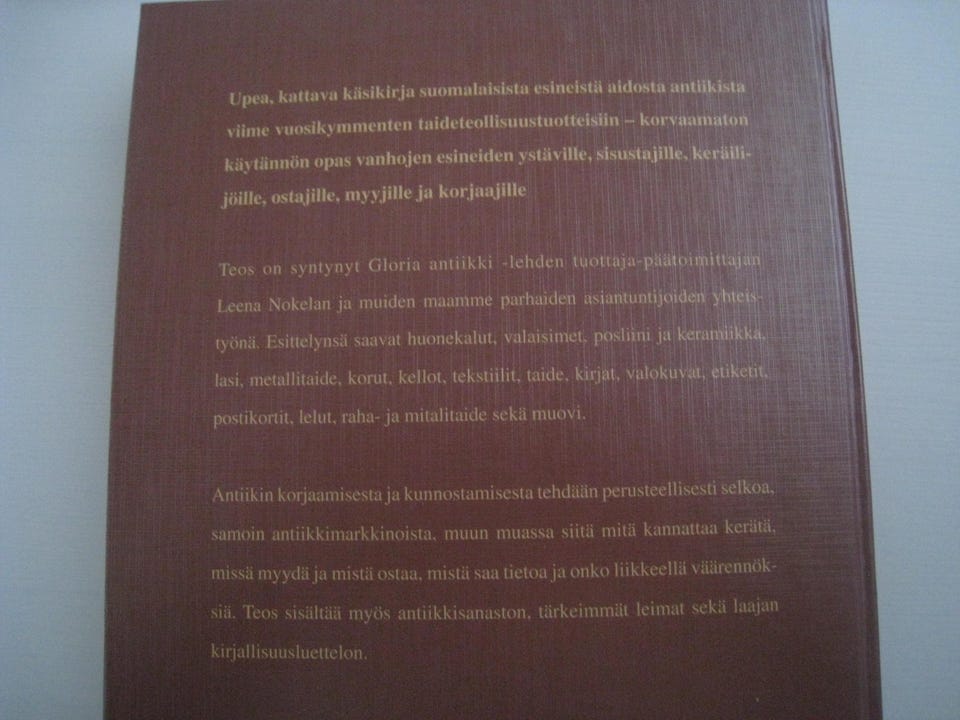 Upea, kattava käsikirja suomalaisista esineistä aidosta antiikista
viime vuosikymmenten taideteollisuustuotteisiin – korvaamaton
käytännön opas vanhojen esineiden ystäville, sisustajille, keräili-
jöille, ostajille, myyjille ja korjaajille
Teos on syntynyt Gloria antiikki -lehden tuottaja-päätoimittajan
Leena Nokelan ja muiden maamme parhaiden asiantuntijoiden yhteis-
työnä. Esittelynsä saavat huonekalut, valaisimet, posliini ja keramiikka,
lasi, metallitaide, korut, kellot, tekstiilit, taide, kirjat, valokuvat, etiketit,
postikortit, lelut, raha- ja mitalitaide sekä muovi.
Antiikin korjaamisesta ja kunnostamisesta tehdään perusteellisesti selkoa,
samoin antiikkimarkkinoista, muun muassa siitä mitä kannattaa kerätä,
missä myydä ja mistä ostaa, mistä saa tietoa ja onko liikkeellä väärennök-
siä. Teos sisältää myös antiikkisanaston, tärkeimmät leimat sekä laajan
kirjallisuusluettelon.